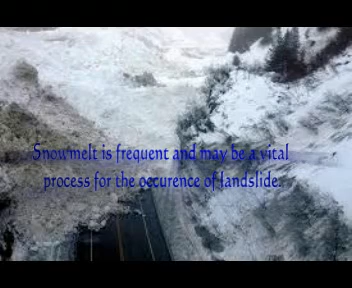 Snowmelt is frequent and may be a vital
process for the occurence of landslide.